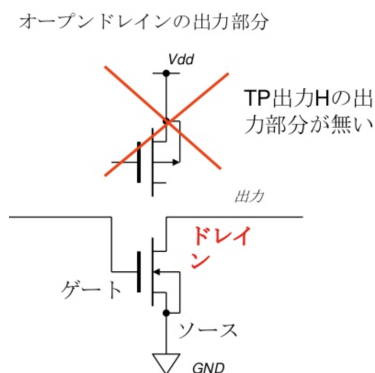 オープンドレインの出力部分
Vdd
TP出力Hの出
力部分が無い
出力
ドレイ
ン
ゲート
ソース
GND